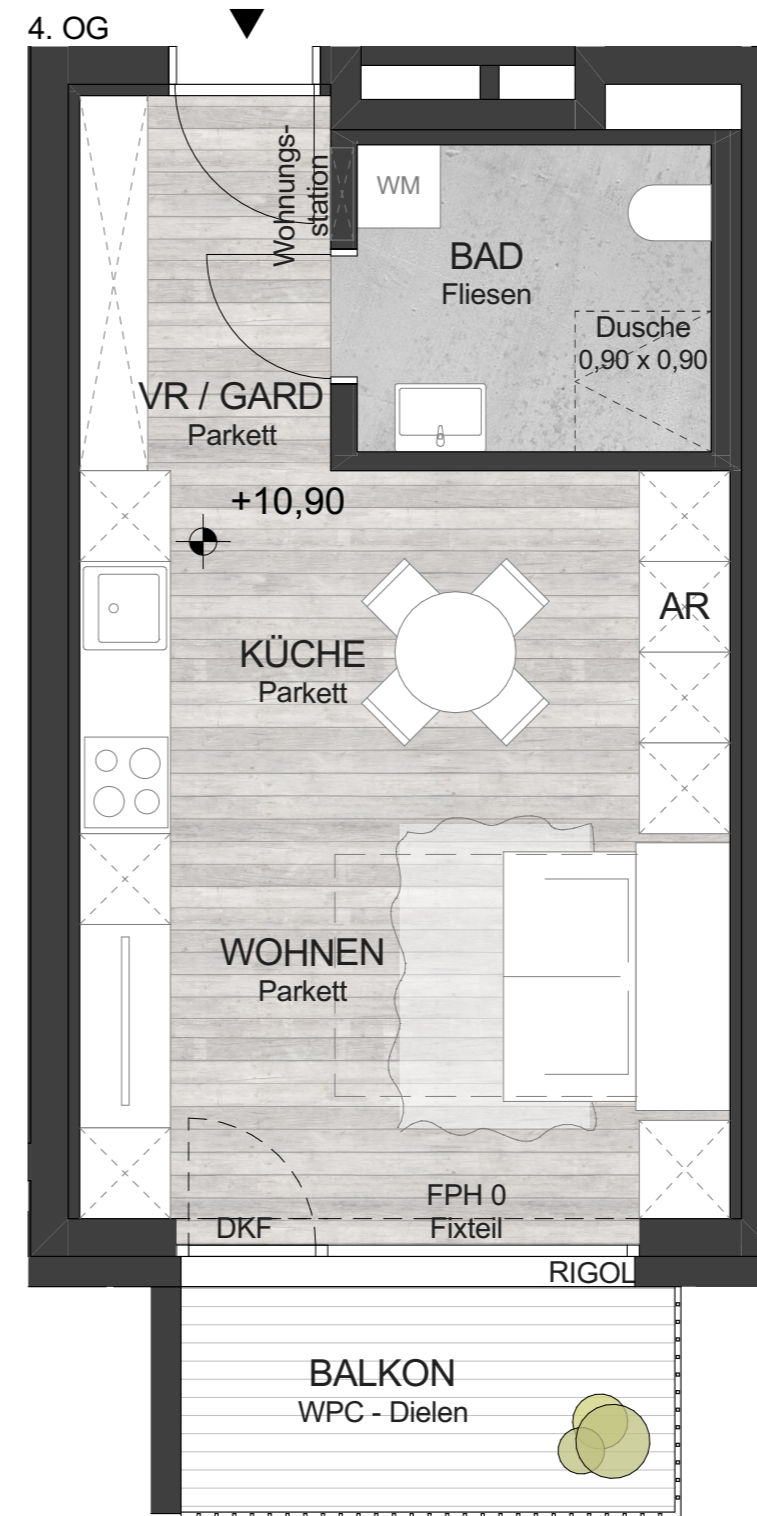 4. OG
Wohnungs-
station
WM
BAD
Fliesen
Dusche
0,90 x 0,90
VR / GARD
Parkett
+10,90
AR
KÜCHE
Parkett
WOHNEN
Parkett
FPH 0
DKF
Fixteil
RIGOL
BALKON
WPC - Dielen